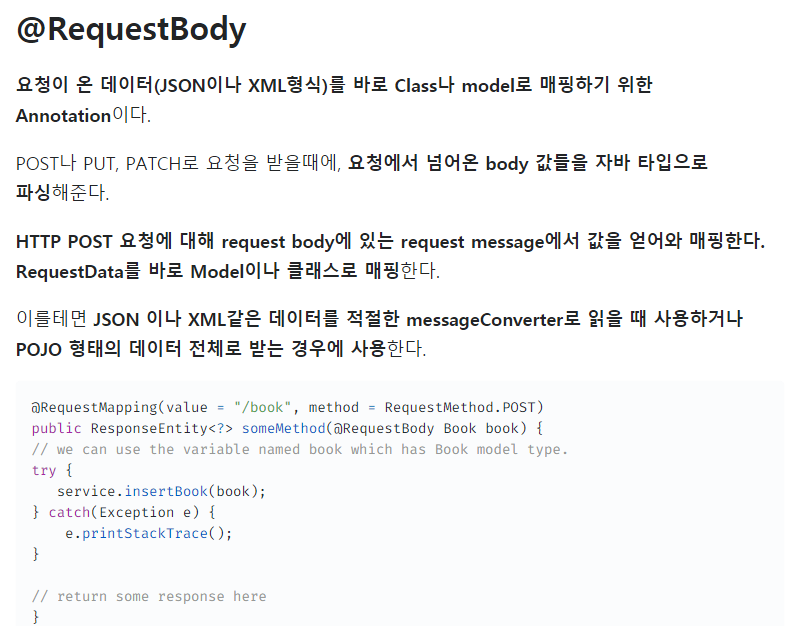 @RequestBody
요청이 온 데이터(JSON이나 XML형식)를 바로 Class나 model로 매핑하기 위한
Annotation이다.
POST나 PUT, PATCH로 요청을 받을때에, 요청에서 넘어온 body 값들을 자바 타입으로
파싱해준다.
HTTP POST 요청에 대해 request body에 있는 request message에서 값을 얻어와 매핑한다.
RequestData를 바로 Model이나 클래스로 매핑한다.
이를테면 JSON 이나 XML같은 데이터를 적절한 messageConverter로 읽을 때 사용하거나
POJO 형태의 데이터 전체로 받는 경우에 사용한다.
@RequestMapping(value = "/book", method = RequestMethod.POST)
public ResponseEntity<?> someMethod(@RequestBody Book book) {
// we can use the variable named book which has Book model type.
try {
   service.insertBook(book);
} catch(Exception e) {
    e.printStackTrace();
}
// return some response here
}